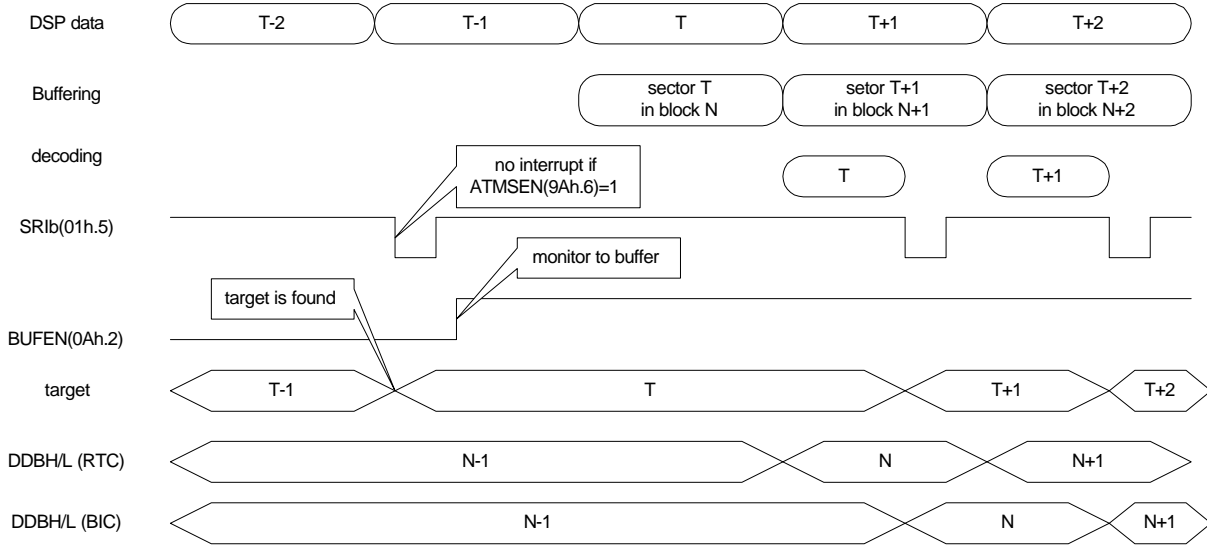 DSP data
T-2
T-1
T
T+1
T+2
Buffering
sector T
in block N
setor T+1
in block N+1
sector T+2
in block N+2
decoding
no interrupt if
ATMSEN(9Ah.6)=1
T
T+1
SRIb(01h.5)
monitor to buffer
target is found
BUFEN(0Ah.2)
target
T-1
T
T+1
T+2
DDBH/L (RTC)
N-1
N
N+1
DDBH/L (BIC)
N-1
N
N+1